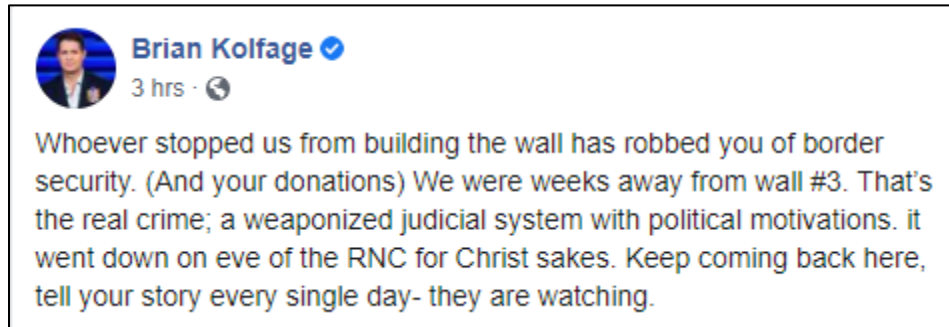 Brian Kolfage
3 hrs ·
Whoever stopped us from building the wall has robbed you of border
security. (And your donations) We were weeks away from wall #3. That's
the real crime; a weaponized judicial system with political motivations. it
went down on eve of the RNC for Christ sakes. Keep coming back here,
tell your story every single day- they are watching.